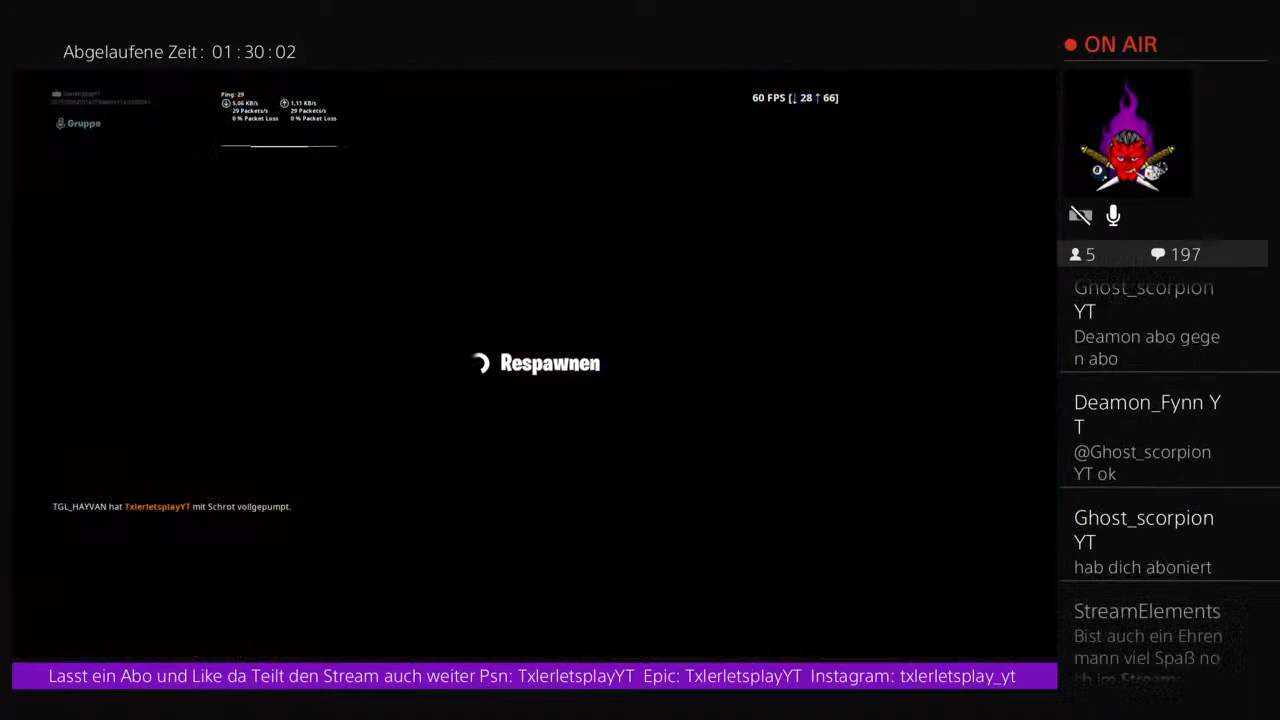 Abgelaufene Zeit: 01:30:02
ON AIR
Ping: 29
5,06 KB/s 1,11 KB/s
29 Packets/s 29 Packets/s
0 % Packet Loss 0 % Packet Loss
60 FPS [↓ 28 ↑ 66]
Gruppe
5 197
Ghost_scorpion
YT
Deamon abo gege
n abo
Deamon_Fynn Y
T
@Ghost_scorpion
YT ok
Ghost_scorpion
YT
hab dich aboniert
StreamElements
Bist auch ein Ehren
mann viel Spaß no
ch im Stream
Respawnen
TGL_HAYVAN hat TxlerletsplayYT mit Schrot vollgepumpt.
Lasst ein Abo und Like da Teilt den Stream auch weiter Psn: TxlerletsplayYT Epic: TxlerletsplayYT Instagram: txlerletsplay_yt